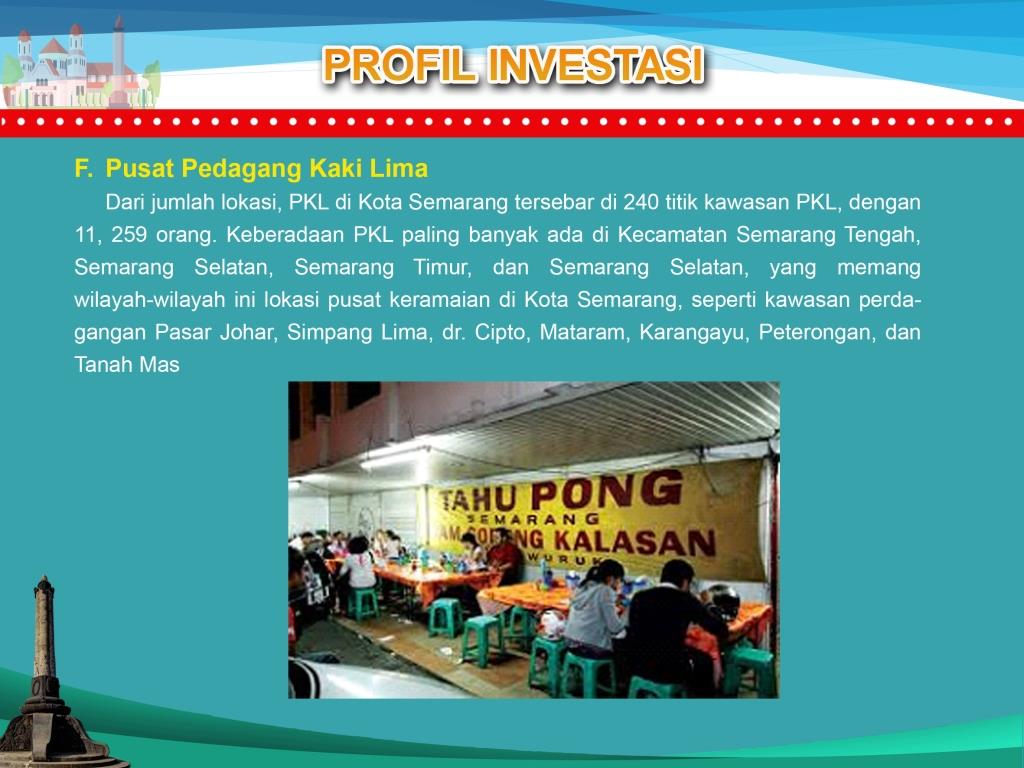 PROFIL INVESTASI
F. Pusat Pedagang Kaki Lima
Dari jumlah lokasi, PKL di Kota Semarang tersebar di 240 titik kawasan PKL, dengan
11, 259 orang. Keberadaan PKL paling banyak ada di Kecamatan Semarang Tengah,
Semarang Selatan, Semarang Timur, dan Semarang Selatan, yang memang
wilayah-wilayah ini lokasi pusat keramaian di Kota Semarang, seperti kawasan perda-
gangan Pasar Johar, Simpang Lima, dr. Cipto, Mataram, Karangayu, Peterongan, dan
Tanah Mas
TAHU PONG
SEMARANG
KALASAN